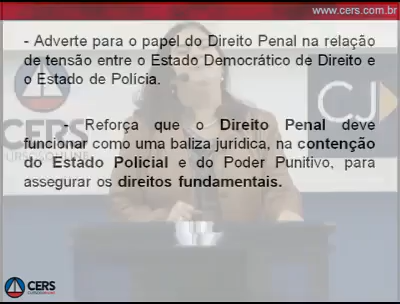 www.cers.com.br
- Adverte para o papel do Direito Penal na relação
de tensão entre o Estado Democrático de Direito e
o Estado de Polícia.
- Reforça que o Direito Penal deve
funcionar como uma baliza jurídica, na contenção
do Estado Policial e do Poder Punitivo, para
assegurar os direitos fundamentais.
CERS
CJ
CERS